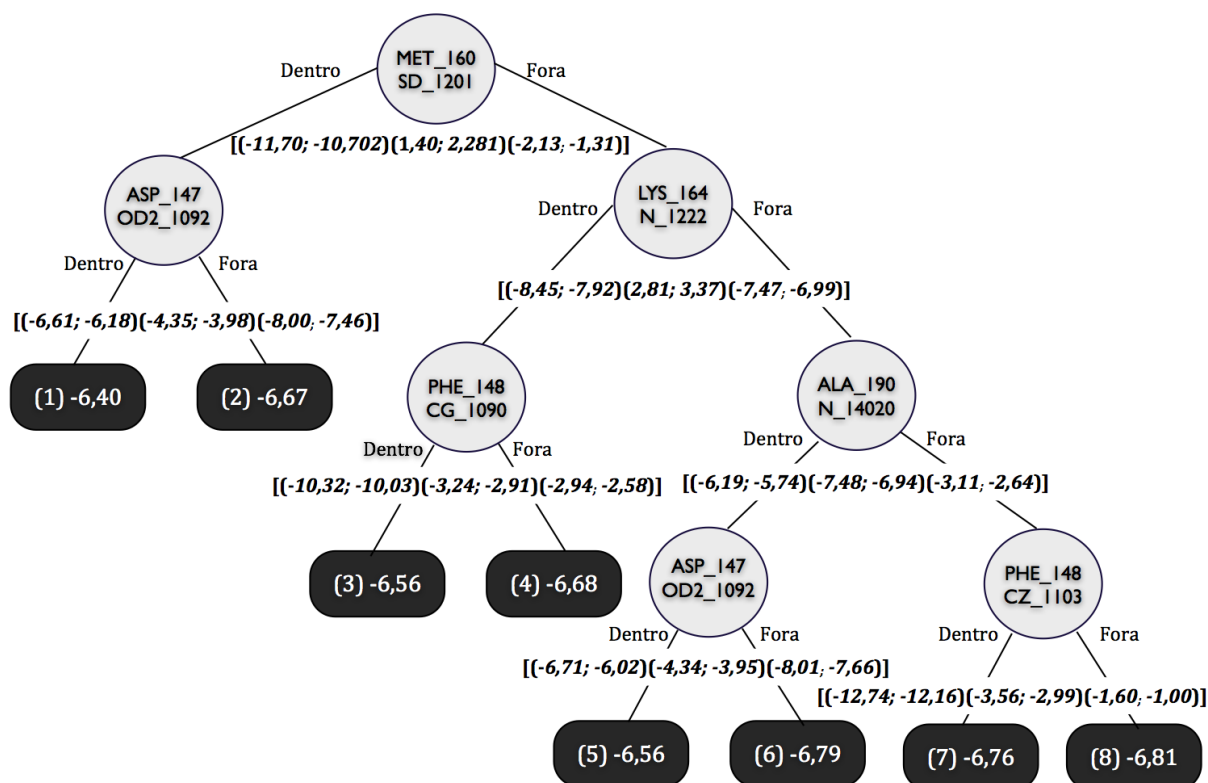 MET_160
SD_1201
Dentro
Fora
[(-11,70; -10,702)(1,40; 2,281)(-2,13; -1,31)]
ASP_147
OD2_1092
LYS_164
N_1222
Dentro
Fora
Dentro
Fora
[(-6,61; -6,18)(-4,35; -3,98)(-8,00; -7,46)]
[(-8,45; -7,92)(2,81; 3,37)(-7,47; -6,99)]
(1) -6,40
(2) -6,67
PHE_148
CG_1090
ALA_190
N_14020
Dentro
Fora
Dentro
Fora
[(-10,32; -10,03)(-3,24; -2,91)(-2,94; -2,58)]
[(-6,19; -5,74)(-7,48; -6,94)(-3,11; -2,64)]
(3) -6,56
(4) -6,68
ASP_147
OD2_1092
PHE_148
CZ_1103
Dentro
Fora
Dentro
Fora
[(-6,71; -6,02)(-4,34; -3,95)(-8,01; -7,66)]
[(-12,74; -12,16)(-3,56; -2,99)(-1,60; -1,00)]
(5) -6,56
(6) -6,79
(7) -6,76
(8) -6,81